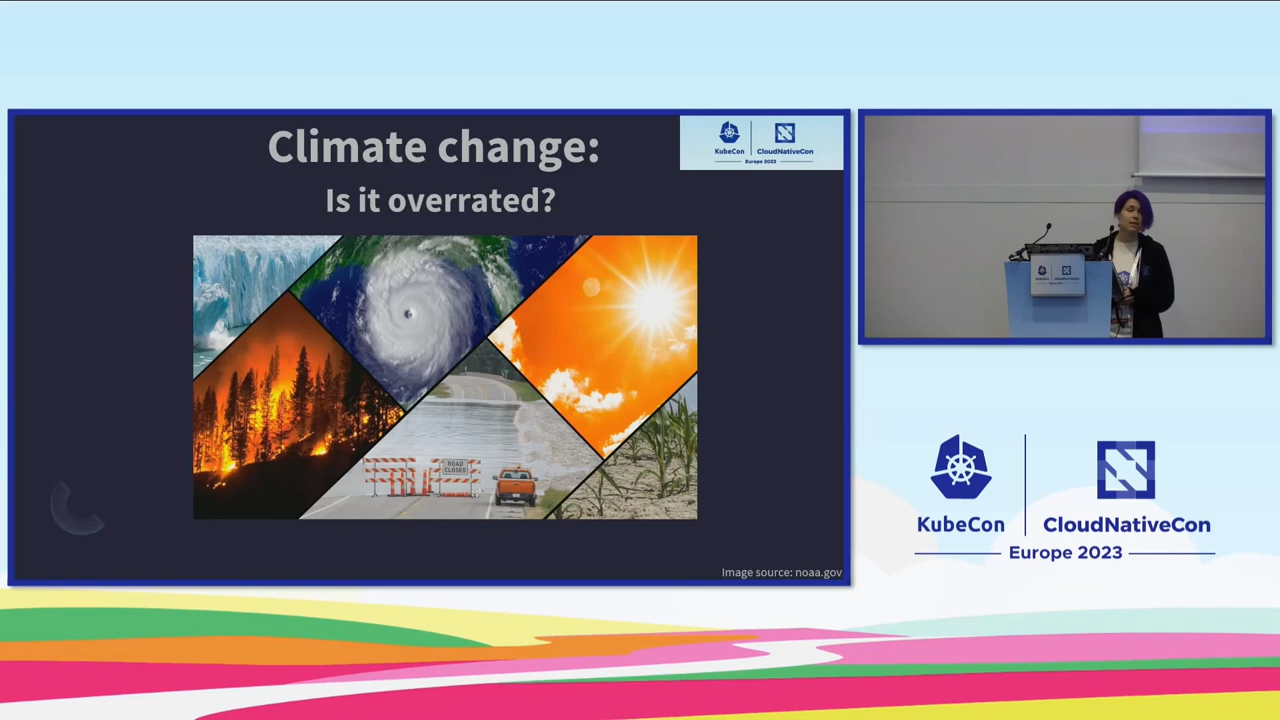 Climate change:
Is it overrated?
KubeCon
CloudNativeCon
Europe 2023
ROAD
CLOSED
Image source: noaa.gov
KubeCon
CloudNativeCon
Europe 2023